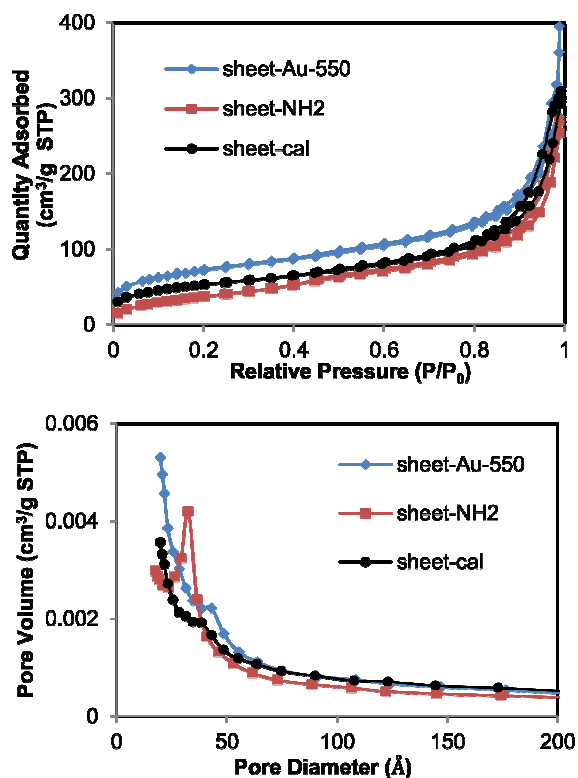 400
300
200
100
0
Quantity Adsorbed
(cm³/g STP)
sheet-Au-550
sheet-NH2
sheet-cal
0 0.2 0.4 0.6 0.8 1
Relative Pressure (P/P₀)
0.006
0.004
0.002
0
Pore Volume (cm³/g STP)
sheet-Au-550
sheet-NH2
sheet-cal
0 50 100 150 200
Pore Diameter (Å)